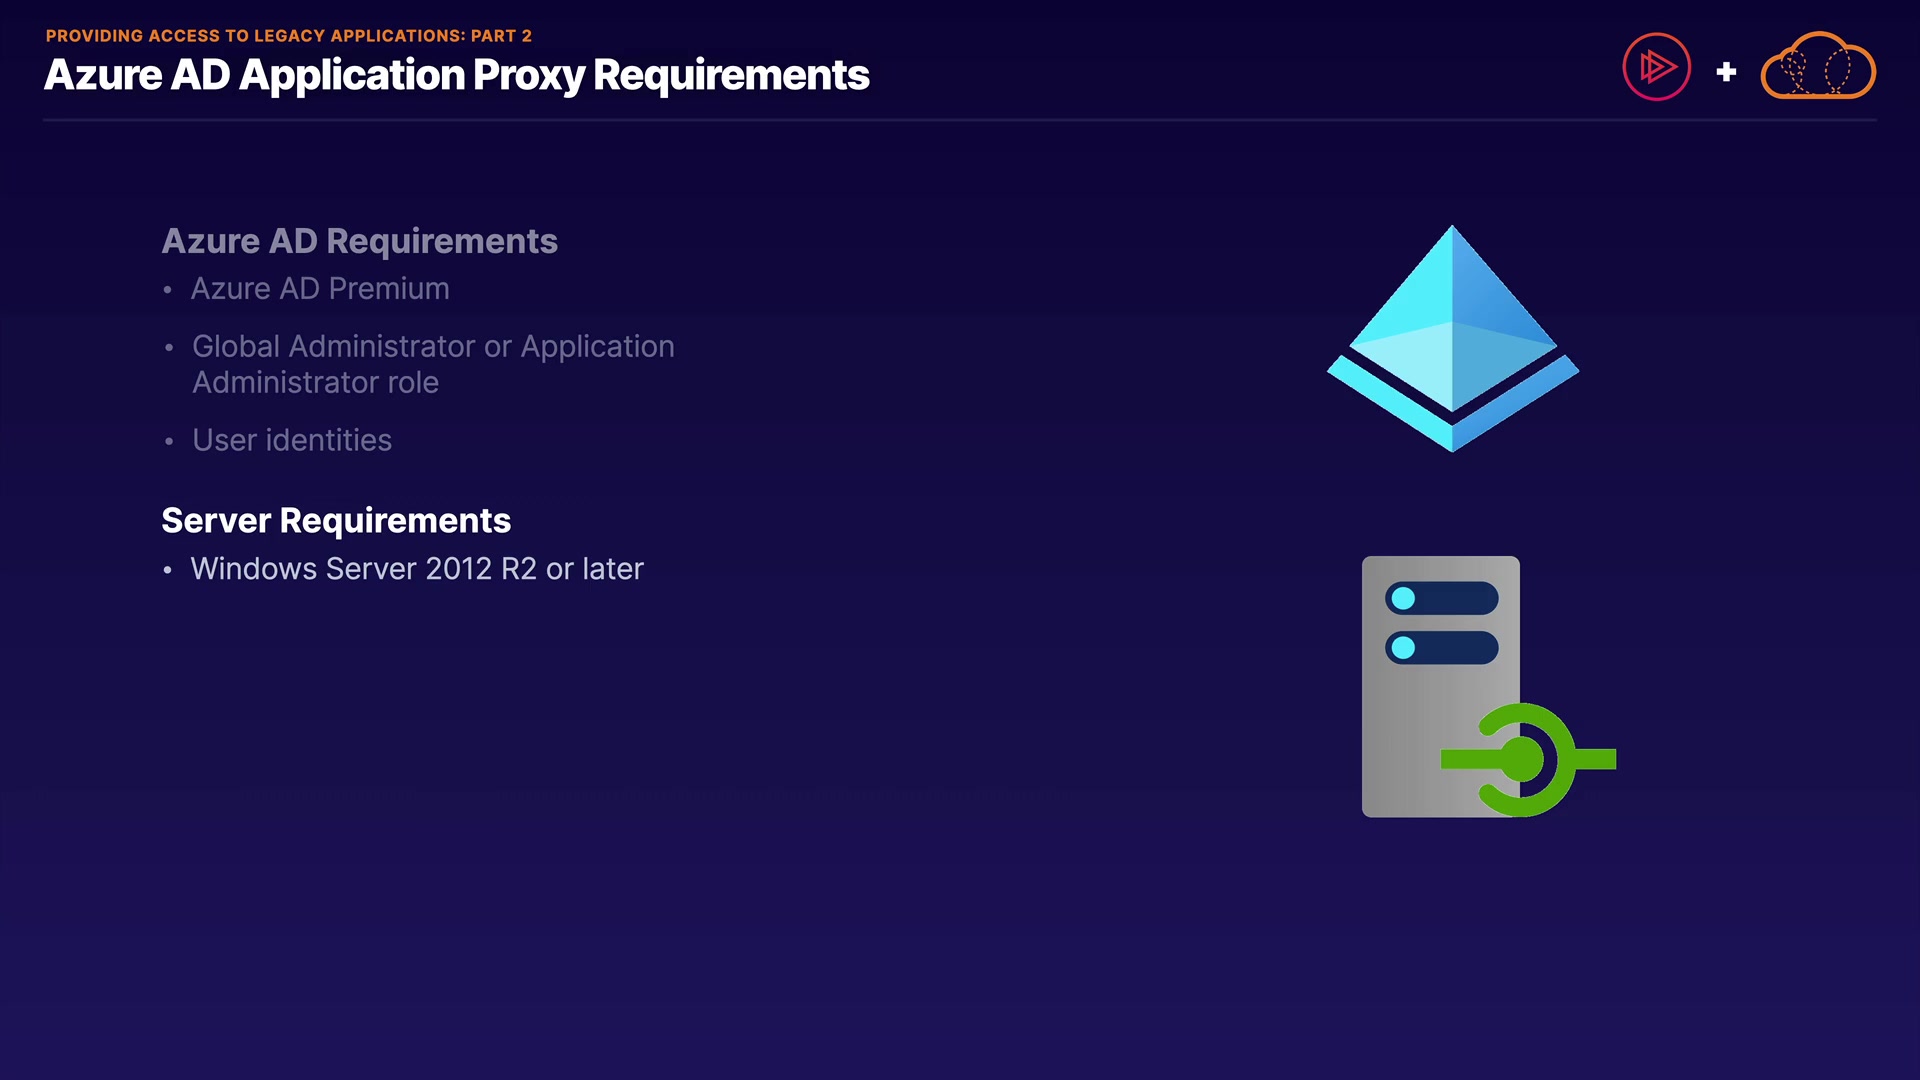 PROVIDING ACCESS TO LEGACY APPLICATIONS: PART 2
Azure AD Application Proxy Requirements
+
Azure AD Requirements
• Azure AD Premium
• Global Administrator or Application
Administrator role
• User identities
Server Requirements
• Windows Server 2012 R2 or later